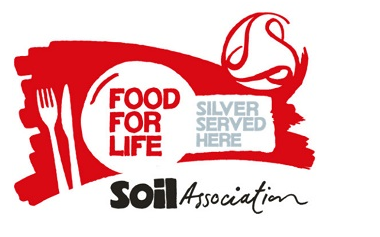 FOOD
FOR
LIFE
SILVER
SERVED
HERE
Soil Association